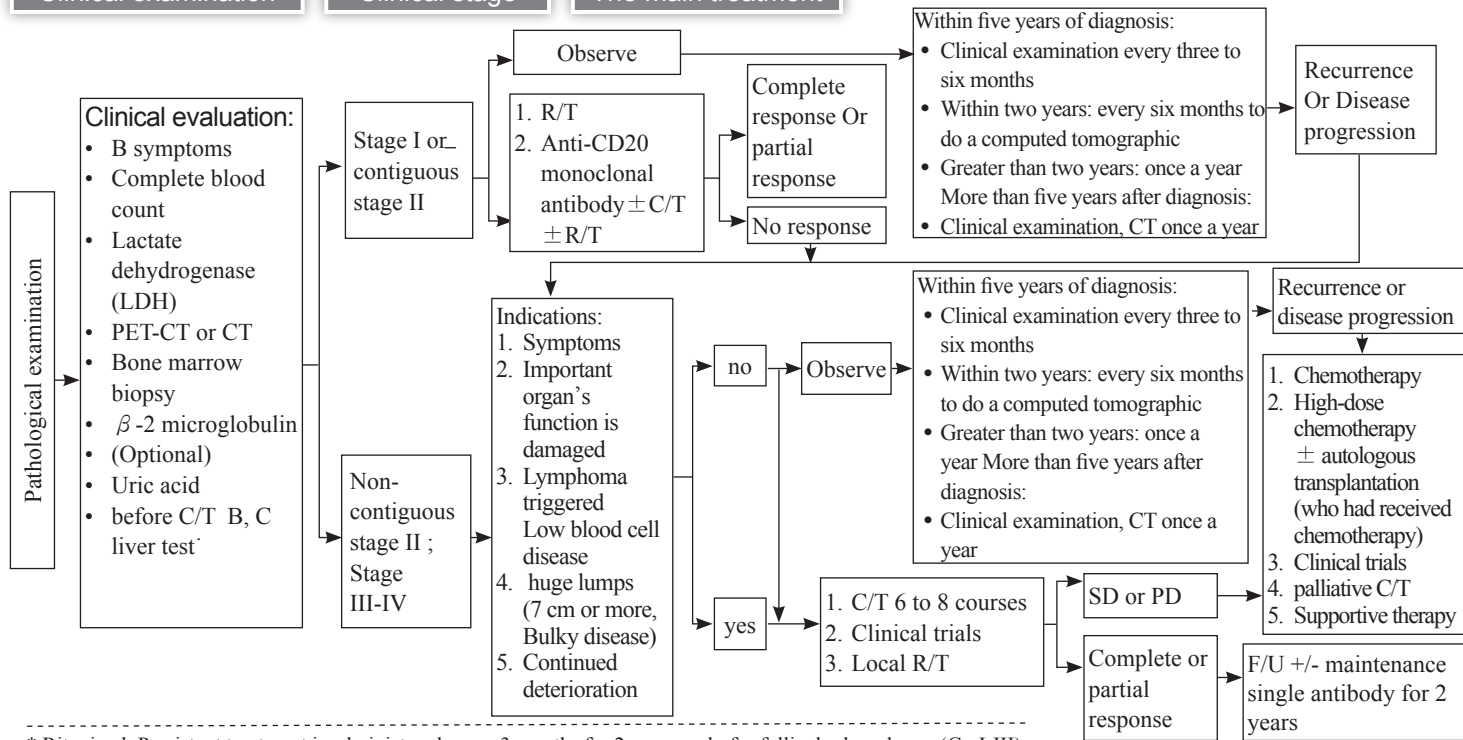 Clinical examination
Clinical stage
The main treatment
Pathological examination
Clinical evaluation:
• B symptoms
• Complete blood
count
• Lactate
dehydrogenase
(LDH)
• PET-CT or CT
• Bone marrow
biopsy
• β-2 microglobulin
• (Optional)
• Uric acid
• before C/T B, C
liver test*
Stage I or
contiguous
stage II
Observe
1. R/T
2. Anti-CD20
monoclonal
antibody±C/T
±R/T
Complete
response Or
partial
response
No response
Within five years of diagnosis:
• Clinical examination every three to
six months
• Within two years: every six months to
do a computed tomographic
• Greater than two years: once a year
More than five years after diagnosis:
• Clinical examination, CT once a year
Recurrence
Or Disease
progression
Non-
contiguous
stage II ;
Stage
III-IV
Indications:
1. Symptoms
2. Important
organ’s
function is
damaged
3. Lymphoma
triggered
Low blood cell
disease
4. huge lumps
(7 cm or more,
Bulky disease)
5. Continued
deterioration
no
Observe
Within five years of diagnosis:
• Clinical examination every three to
six months
• Within two years: every six months
to do a computed tomographic
• Greater than two years: once a
year More than five years after
diagnosis:
• Clinical examination, CT once a
year
Recurrence or
disease progression
1. Chemotherapy
2. High-dose
chemotherapy
± autologous
transplantation
(who had received
chemotherapy)
3. Clinical trials
4. palliative C/T
5. Supportive therapy
yes
1. C/T 6 to 8 courses
2. Clinical trials
3. Local R/T
SD or PD
Complete or
partial
response
F/U +/- maintenance
single antibody for 2
years